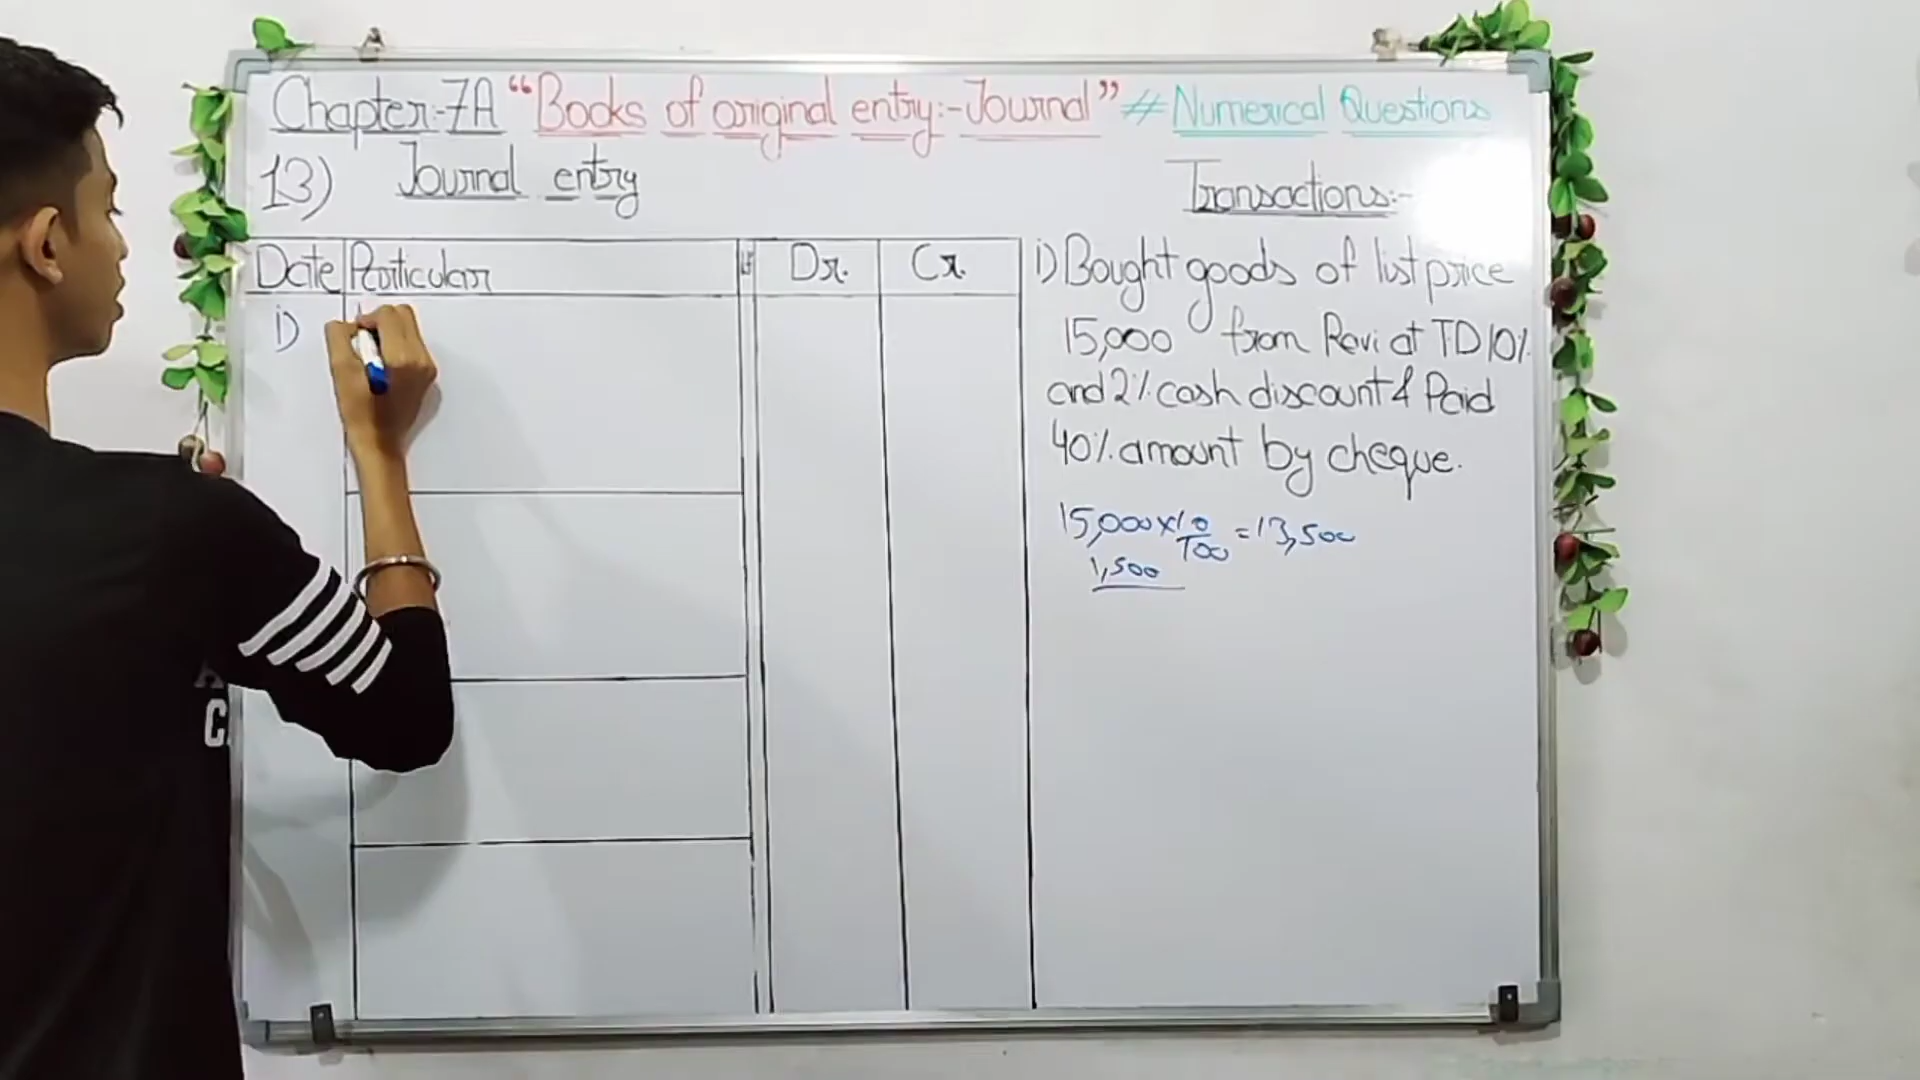 Chapter:-7A "Books of original entry:-Journal" # Numerical Questions
13) Journal entry
Transactions:-
Date Particular Dr. Cr.
i)
i) Bought goods of list price
15,000 from Ravi at TD 10%
and 2% cash discount & Paid
40% amount by cheque.
15,000 x 10/100 = 13,500
1,500